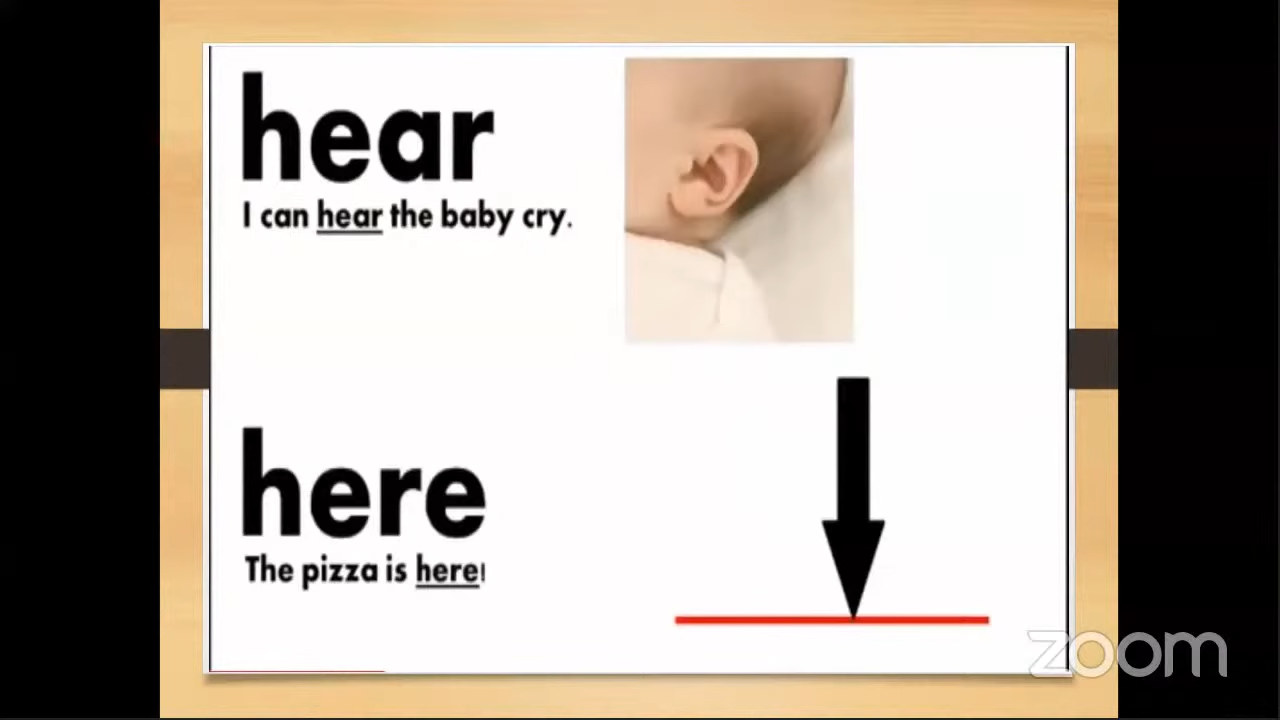 hear
I can hear the baby cry.
here
The pizza is here!
zoom